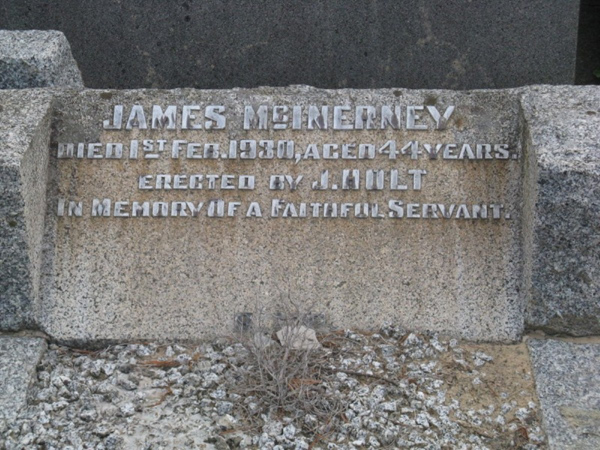 JAMES MCINERNEY
DIED 1ST FEB. 1930, AGED 44 YEARS.
ERECTED BY J. HOLT
IN MEMORY OF A FAITHFUL SERVANT.